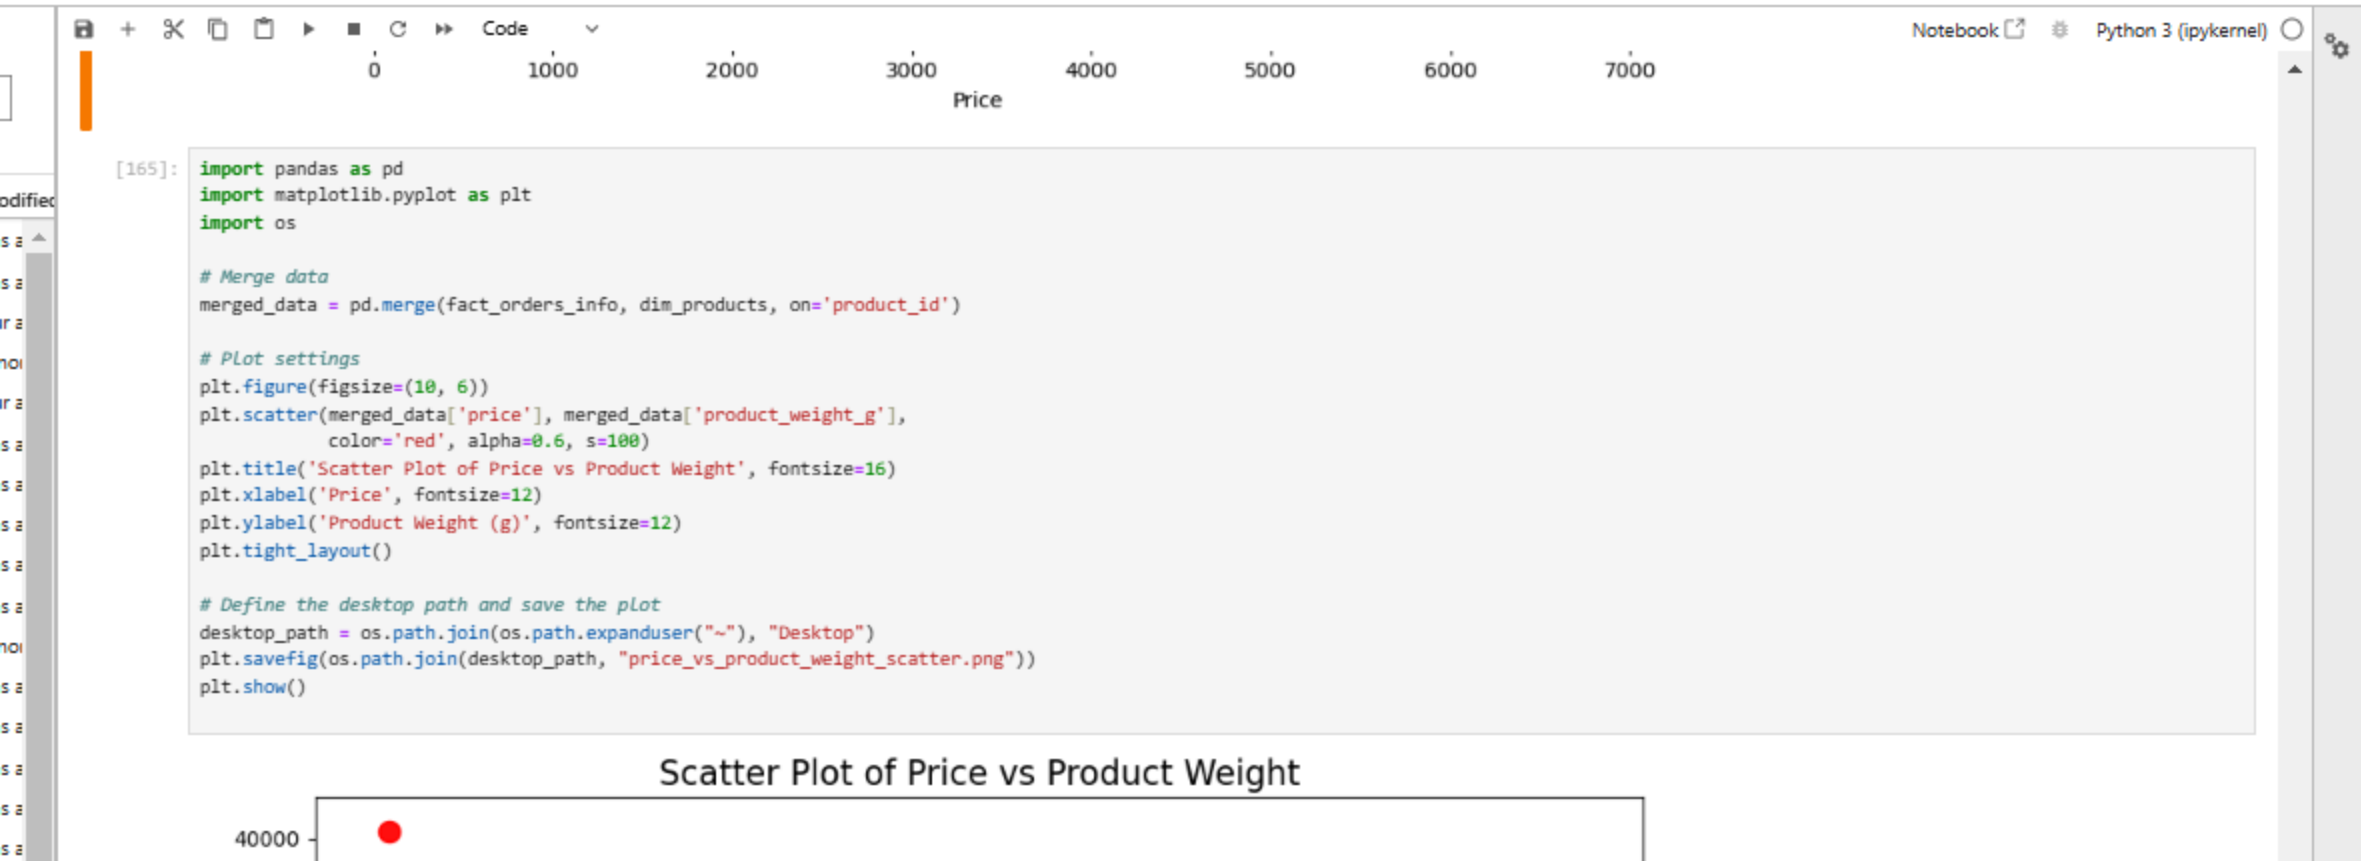 Code
Notebook
Python 3 (ipykernel)
0 1000 2000 3000 4000 5000 6000 7000
Price
[165]:
import pandas as pd
import matplotlib.pyplot as plt
import os
# Merge data
merged_data = pd.merge(fact_orders_info, dim_products, on='product_id')
# Plot settings
plt.figure(figsize=(10, 6))
plt.scatter(merged_data['price'], merged_data['product_weight_g'],
color='red', alpha=0.6, s=100)
plt.title('Scatter Plot of Price vs Product Weight', fontsize=16)
plt.xlabel('Price', fontsize=12)
plt.ylabel('Product Weight (g)', fontsize=12)
plt.tight_layout()
# Define the desktop path and save the plot
desktop_path = os.path.join(os.path.expanduser("~"), "Desktop")
plt.savefig(os.path.join(desktop_path, "price_vs_product_weight_scatter.png"))
plt.show()
Scatter Plot of Price vs Product Weight
40000